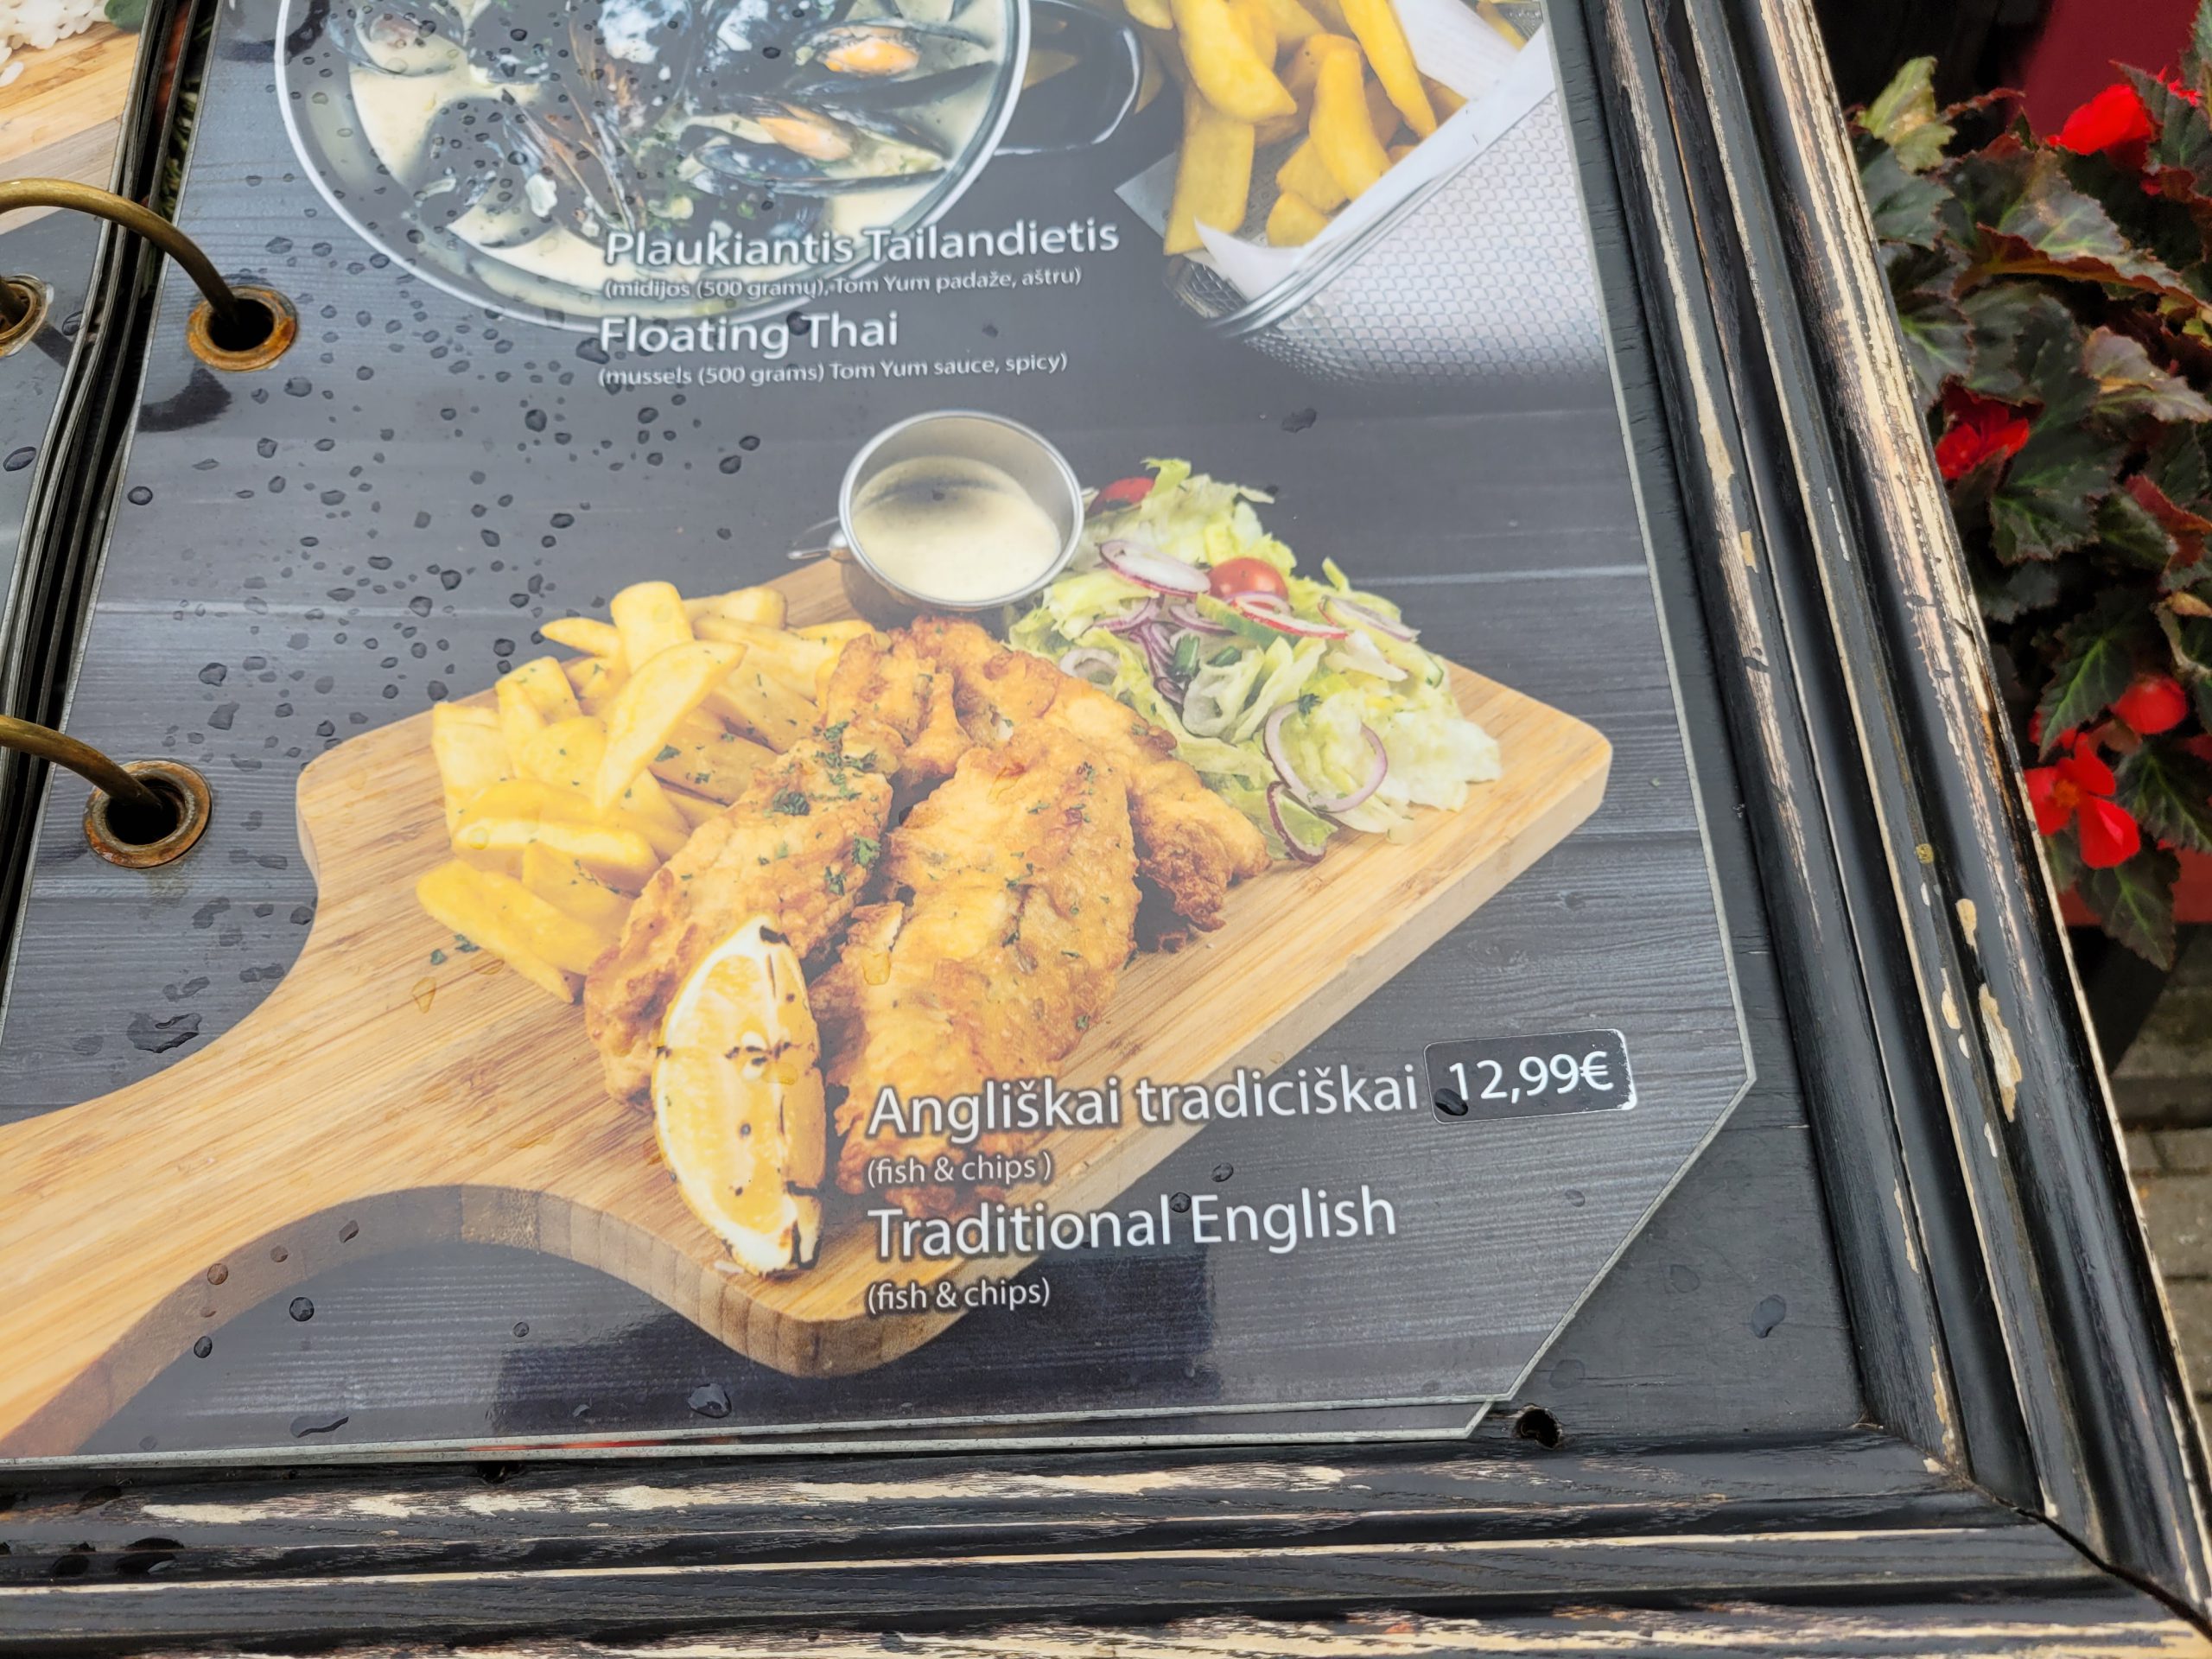 Plaukiantis Tailandietis
(midijos (500 gramų), Tom Yum padaže, aštru)
Floating Thai
(mussels (500 grams) Tom Yum sauce, spicy)
Angliškai tradiciškai 12,99€
(fish & chips )
Traditional English
(fish & chips)